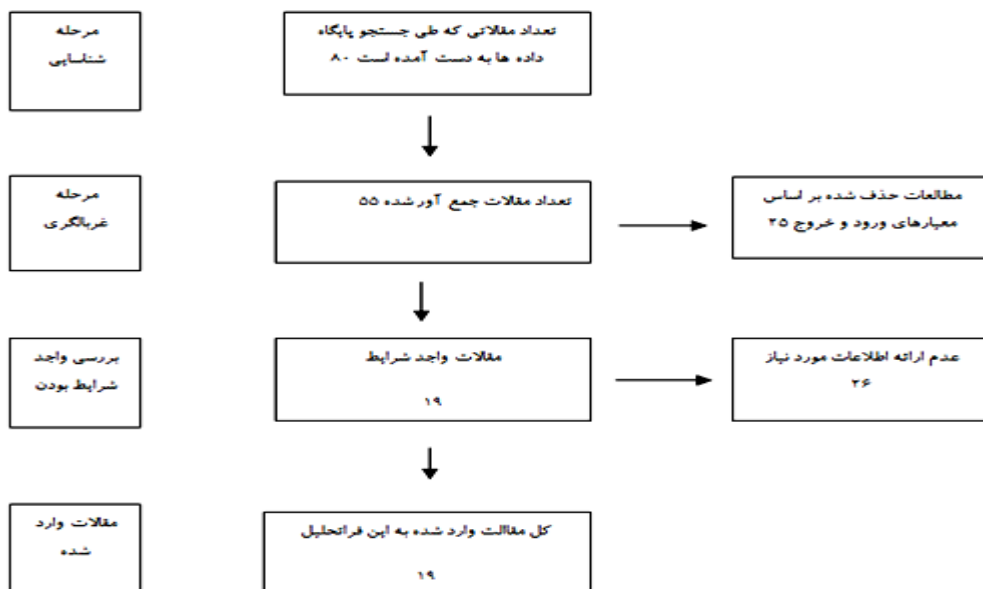 مرحله
شناسایی
تعداد مقالاتی که طی جستجو پایگاه
داده ها به دست آمده است ۸۰
مرحله
غربالگری
تعداد مقالات جمع آور شده ۵۵
مطالعات حذف شده بر اساس
معیارهای ورود و خروج ۲۵
بررسی واجد
شرایط بودن
مقالات واجد شرایط
۱۹
عدم ارائه اطلاعات مورد نیاز
۲۶
مقالات وارد
شده
کل مقاالت وارد شده به این فراتحلیل
۱۹